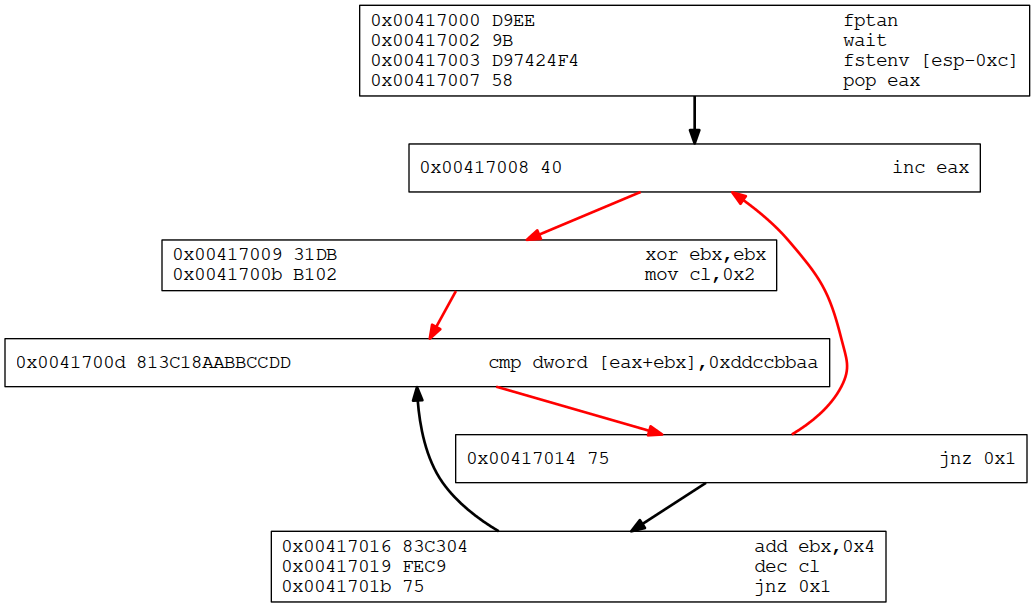 0x00417000 D9EE fptan
0x00417002 9B wait
0x00417003 D97424F4 fstenv [esp-0xc]
0x00417007 58 pop eax
0x00417008 40 inc eax
0x00417009 31DB xor ebx,ebx
0x0041700b B102 mov cl,0x2
0x0041700d 813C18AABBCCDD cmp dword [eax+ebx],0xddccbbaa
0x00417014 75 jnz 0x1
0x00417016 83C304 add ebx,0x4
0x00417019 FEC9 dec cl
0x0041701b 75 jnz 0x1